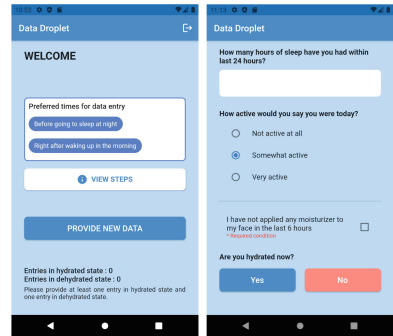 10:53
Data Droplet
WELCOME
Preferred times for data entry
Before going to sleep at night
Right after waking up in the morning
VIEW STEPS
PROVIDE NEW DATA
Entries in hydrated state : 0
Entries in dehydrated state : 0
Please provide at least one entry in hydrated state and
one entry in dehydrated state.
11:13
Data Droplet
How many hours of sleep have you had within
last 24 hours?
How active would you say you were today?
Not active at all
Somewhat active
Very active
I have not applied any moisturizer to
my face in the last 6 hours
* Required condition
Are you hydrated now?
Yes
No